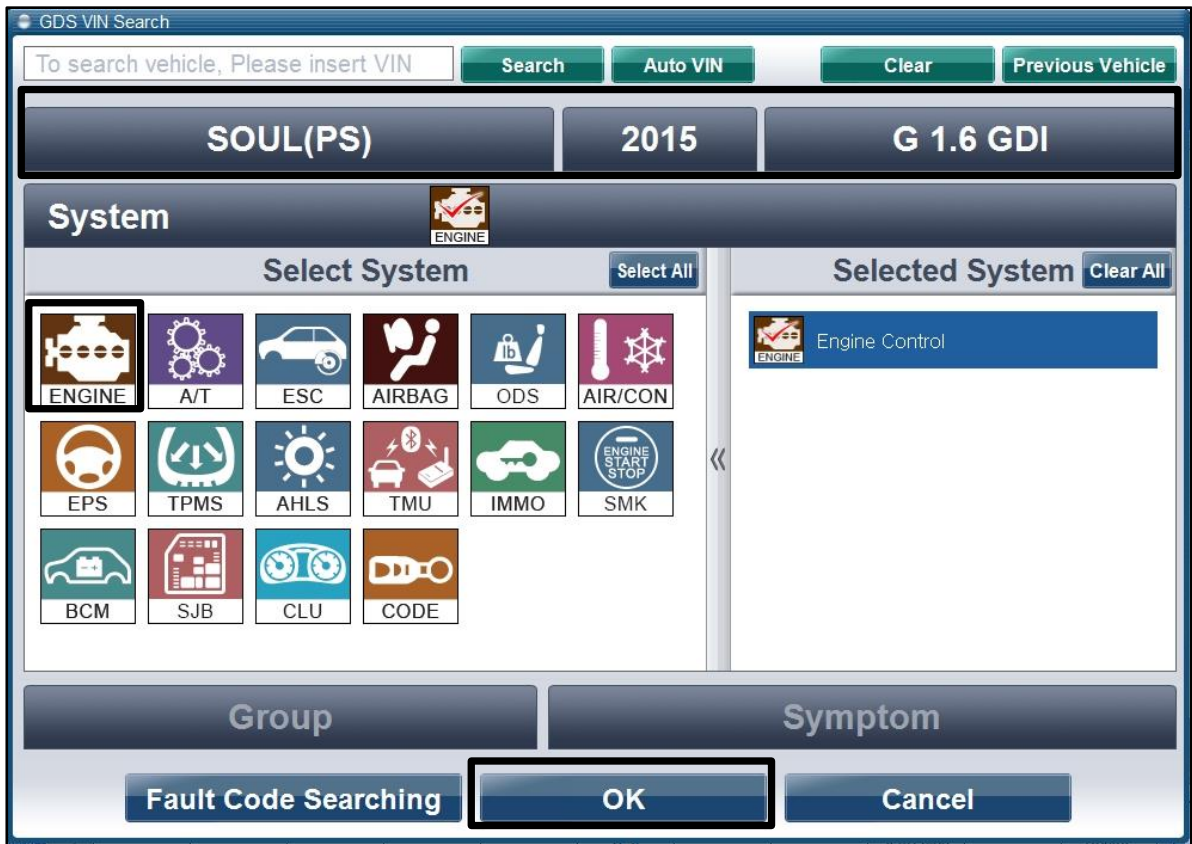 GDS VIN Search
To search vehicle, Please insert VIN Search Auto VIN Clear Previous Vehicle
SOUL(PS) 2015 G 1.6 GDI
System ENGINE
Select System Select All Selected System Clear All
ENGINE A/T ESC AIRBAG lb ODS AIR/CON
ENGINE Engine Control
EPS TPMS AHLS TMU IMMO ENGINE START STOP SMK
BCM SJB CLU CODE
Group Symptom
Fault Code Searching OK Cancel